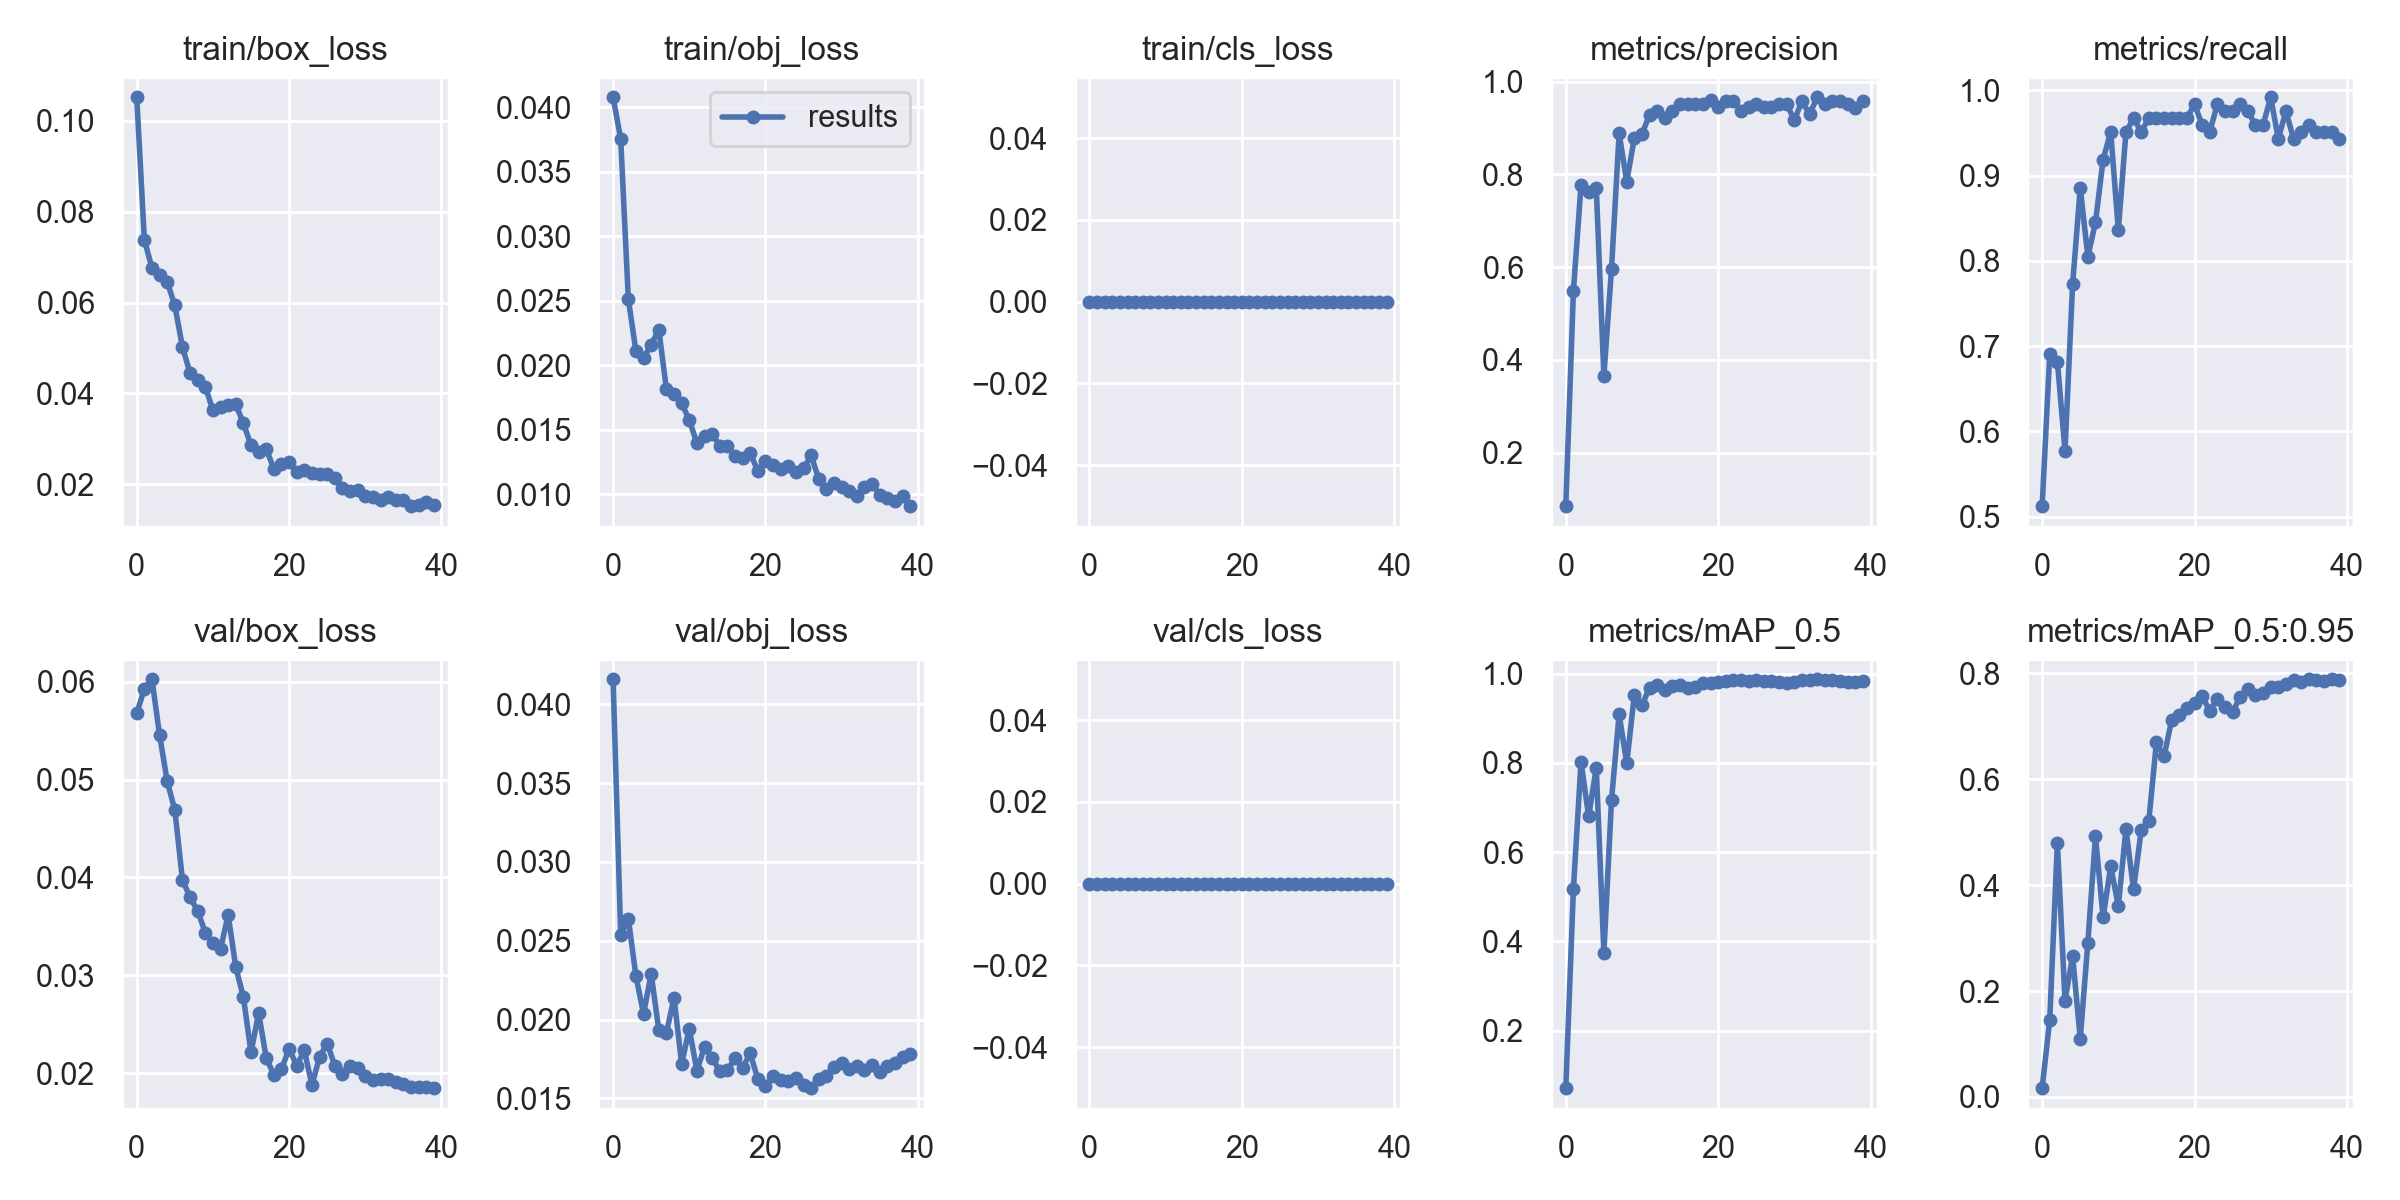 train/box_loss
0.10
0.08
0.06
0.04
0.02
0 20 40
train/obj_loss
results
0.040
0.035
0.030
0.025
0.020
0.015
0.010
0 20 40
train/cls_loss
0.04
0.02
0.00
−0.02
−0.04
0 20 40
metrics/precision
1.0
0.8
0.6
0.4
0.2
0 20 40
metrics/recall
1.0
0.9
0.8
0.7
0.6
0.5
0 20 40
val/box_loss
0.06
0.05
0.04
0.03
0.02
0 20 40
val/obj_loss
0.040
0.035
0.030
0.025
0.020
0.015
0 20 40
val/cls_loss
0.04
0.02
0.00
−0.02
−0.04
0 20 40
metrics/mAP_0.5
1.0
0.8
0.6
0.4
0.2
0 20 40
metrics/mAP_0.5:0.95
0.8
0.6
0.4
0.2
0.0
0 20 40